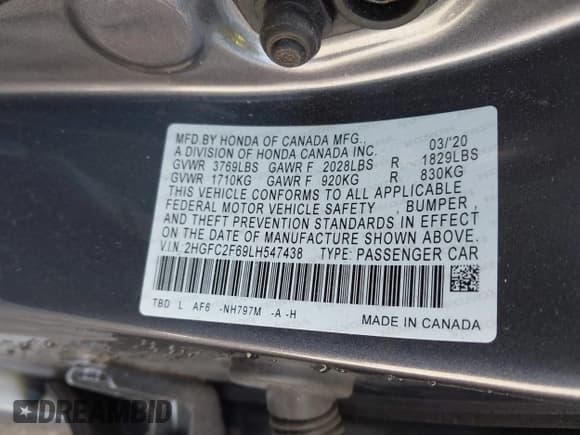 MFD.BY HONDA OF CANADA MFG., 03/'20
A DIVISION OF HONDA CANADA INC.
GVWR 3769LBS GAWR F 2028LBS R 1829LBS
GVWR 1710KG GAWR F 920KG R 830KG
THIS VEHICLE CONFORMS TO ALL APPLICABLE
FEDERAL MOTOR VEHICLE SAFETY , BUMPER ,
AND THEFT PREVENTION STANDARDS IN EFFECT
ON THE DATE OF MANUFACTURE SHOWN ABOVE.
V.I.N. 2HGFC2F69LH547438 TYPE: PASSENGER CAR
TBD L AF6 -NH797M -A -H
MADE IN CANADA
DREAMBID